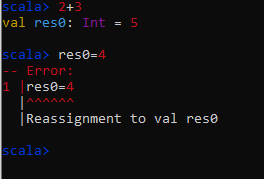 scala> 2+3
val res0: Int = 5
scala> res0=4
-- Error:
1 |res0=4
|^^^^^^
|Reassignment to val res0
scala>